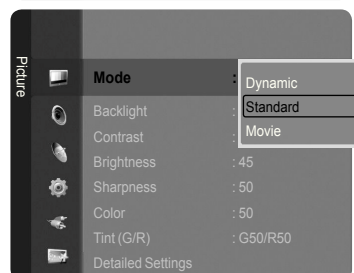 Picture
Mode : Dynamic
Standard
Movie
Backlight :
Contrast :
Brightness : 45
Sharpness : 50
Color : 50
Tint (G/R) : G50/R50
Detailed Settings